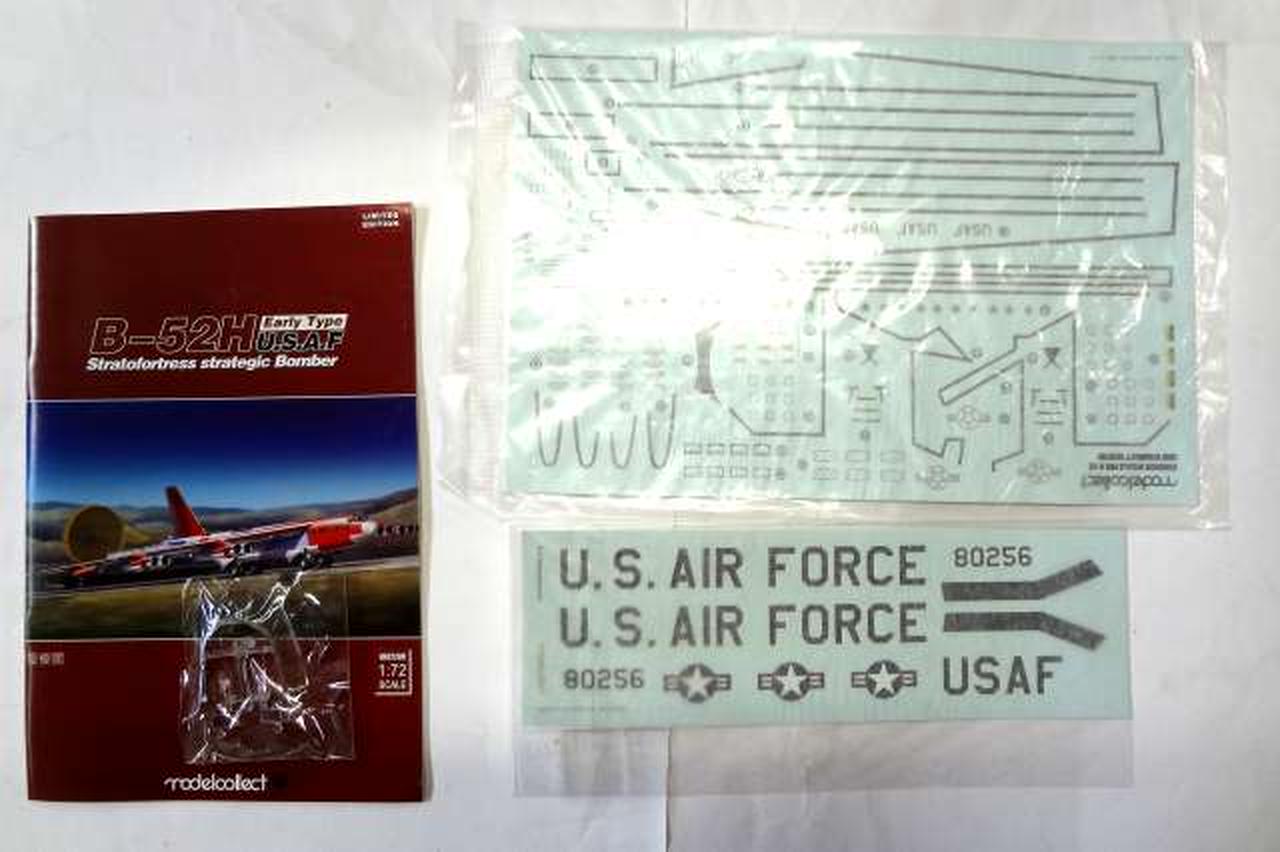 LIMITED
EDITION
B-52H Early Type
U.S.A.F
Stratofortress strategic Bomber
1:72
SCALE
modelcollect
USAF USAF USAF
modelcollect
U.S. AIR FORCE 80256
U.S. AIR FORCE
80256 USAF